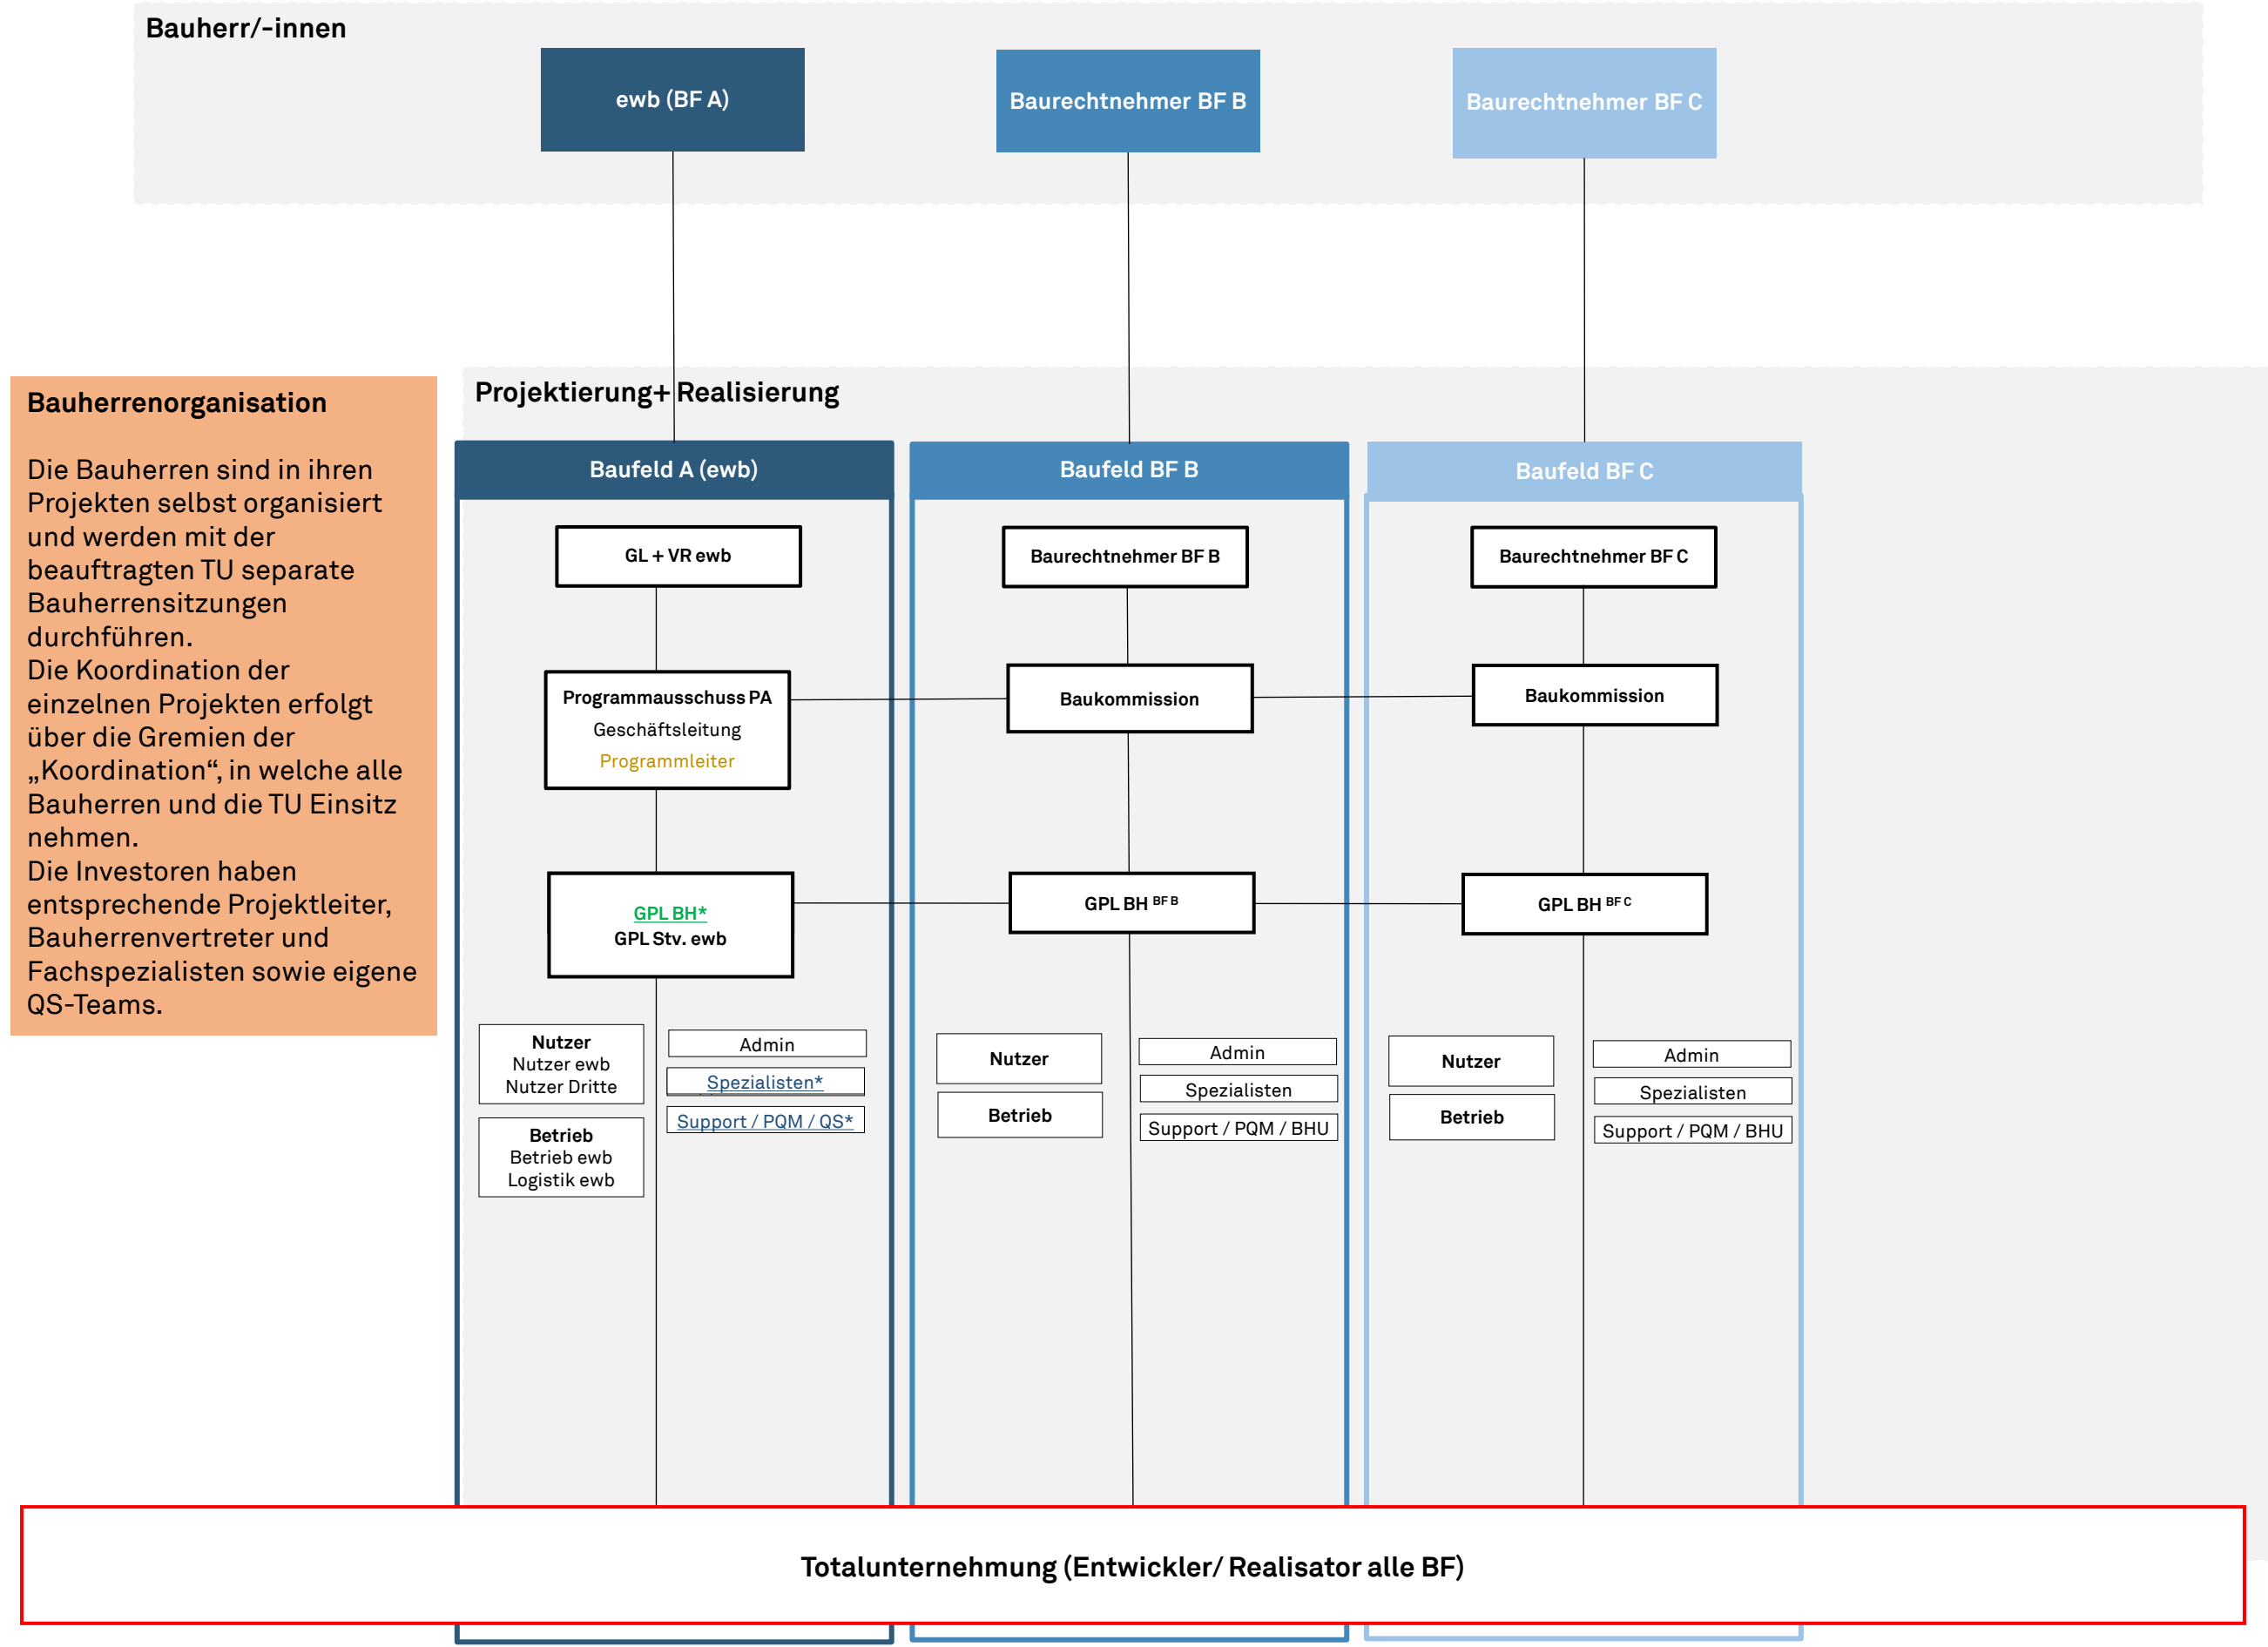 Bauherr/-innen
ewb (BF A)
Baurechtnehmer BF B
Baurechtnehmer BF C
Bauherrenorganisation
Die Bauherren sind in ihren
Projekten selbst organisiert
und werden mit der
beauftragten TU separate
Bauherrensitzungen
durchführen.
Die Koordination der
einzelnen Projekten erfolgt
über die Gremien der
„Koordination“, in welche alle
Bauherren und die TU Einsitz
nehmen.
Die Investoren haben
entsprechende Projektleiter,
Bauherrenvertreter und
Fachspezialisten sowie eigene
QS-Teams.
Projektierung+ Realisierung
Baufeld A (ewb)
GL + VR ewb
Programmausschuss PA
Geschäftsleitung
Programmleiter
GPL BH*
GPL Stv. ewb
Nutzer
Nutzer ewb
Nutzer Dritte
Betrieb
Betrieb ewb
Logistik ewb
Admin
Spezialisten*
Support / PQM / QS*
Baufeld BF B
Baurechtnehmer BF B
Baukommission
GPL BH BF B
Nutzer
Betrieb
Admin
Spezialisten
Support / PQM / BHU
Baufeld BF C
Baurechtnehmer BF C
Baukommission
GPL BH BF C
Nutzer
Betrieb
Admin
Spezialisten
Support / PQM / BHU
Totalunternehmung (Entwickler/ Realisator alle BF)